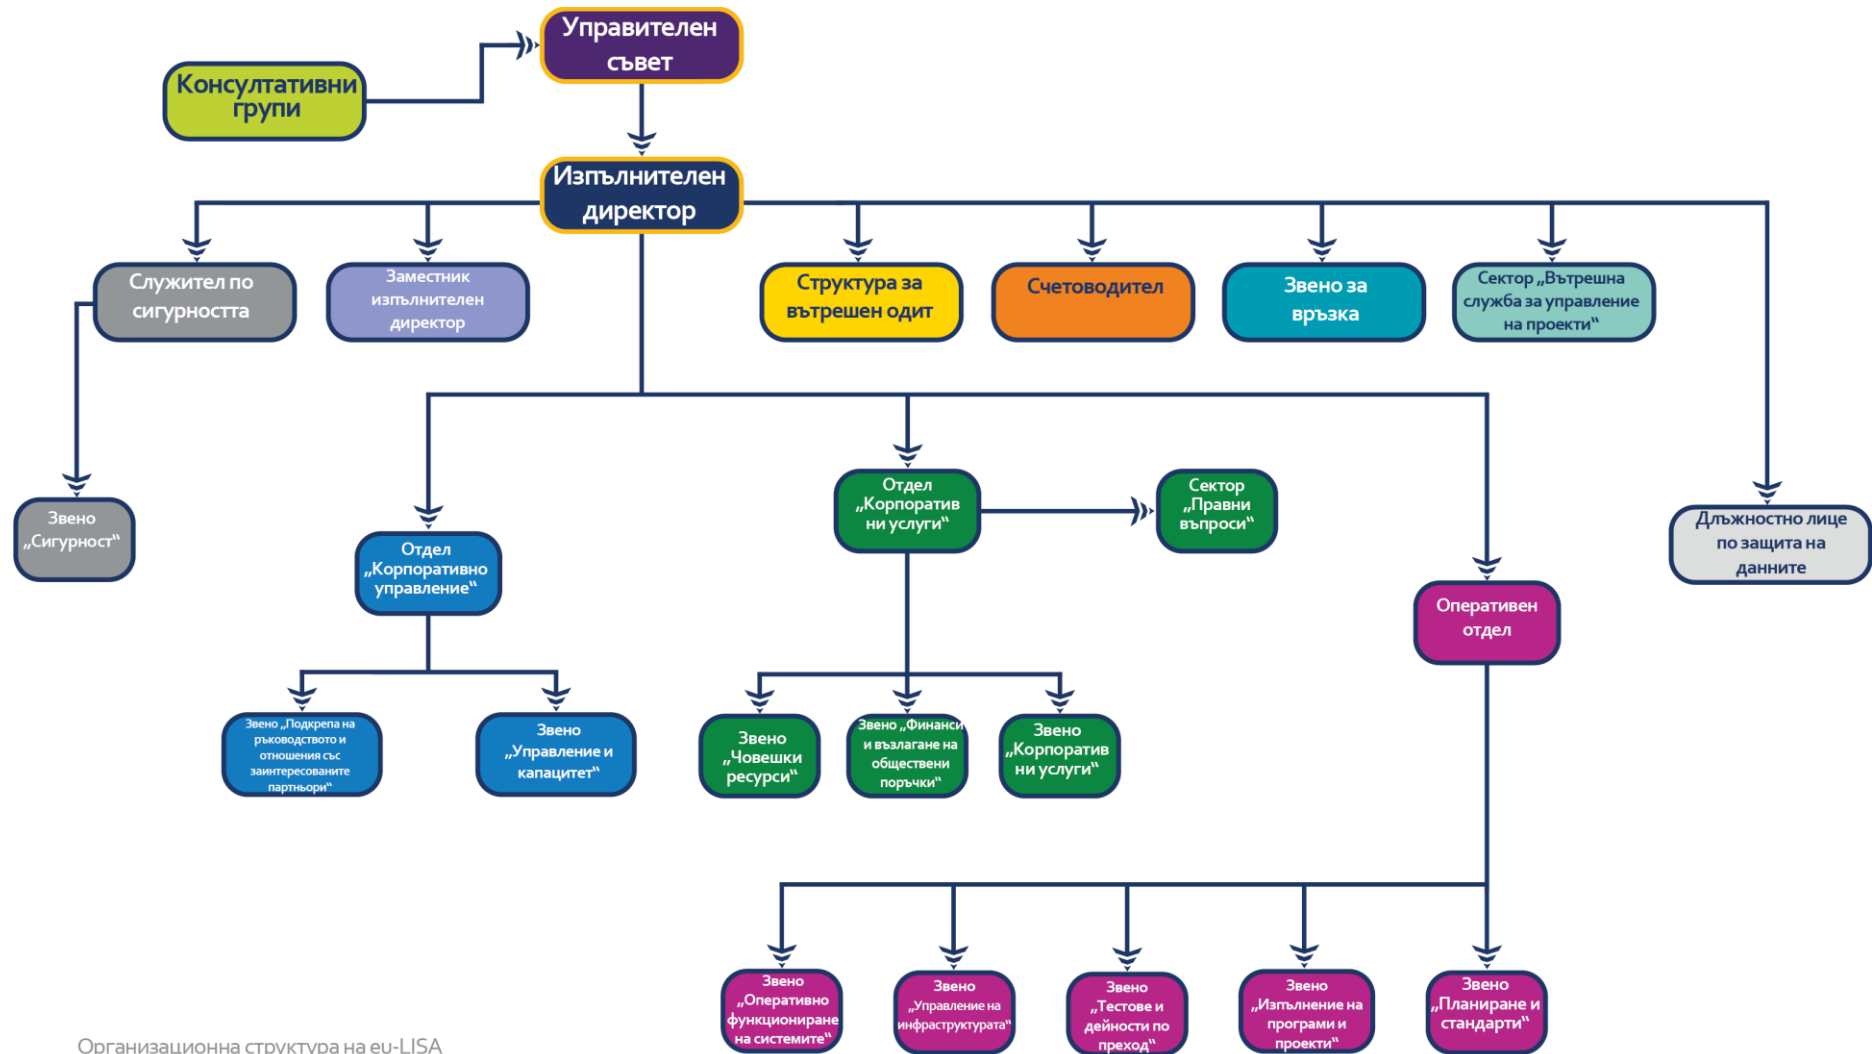 Управителен
съвет
Консултативни
групи
Изпълнителен
директор
Служител по
сигурността
Заместник
изпълнителен
директор
Структура за
вътрешен одит
Счетоводител
Звено за
връзка
Сектор „Вътрешна
служба за управление
на проекти“
Звено
„Сигурност“
Отдел
„Корпоративно
управление“
Отдел
„Корпоратив
ни услуги“
Сектор
„Правни
въпроси“
Длъжностно лице
по защита на
данните
Оперативен
отдел
Звено „Подкрепа на
ръководството и
отношения със
заинтересованите
партньори“
Звено
„Управление и
капацитет“
Звено
„Човешки
ресурси“
Звено „Финанси
и възлагане на
обществени
поръчки“
Звено
„Корпоратив
ни услуги“
Звено
„Оперативно
функциониране
на системите“
Звено
„Управление на
инфраструктурата“
Звено
„Тестове и
дейности по
преход“
Звено
„Изпълнение на
програми и
проекти“
Звено
„Планиране и
стандарти“
Организационна структура на eu-LISA